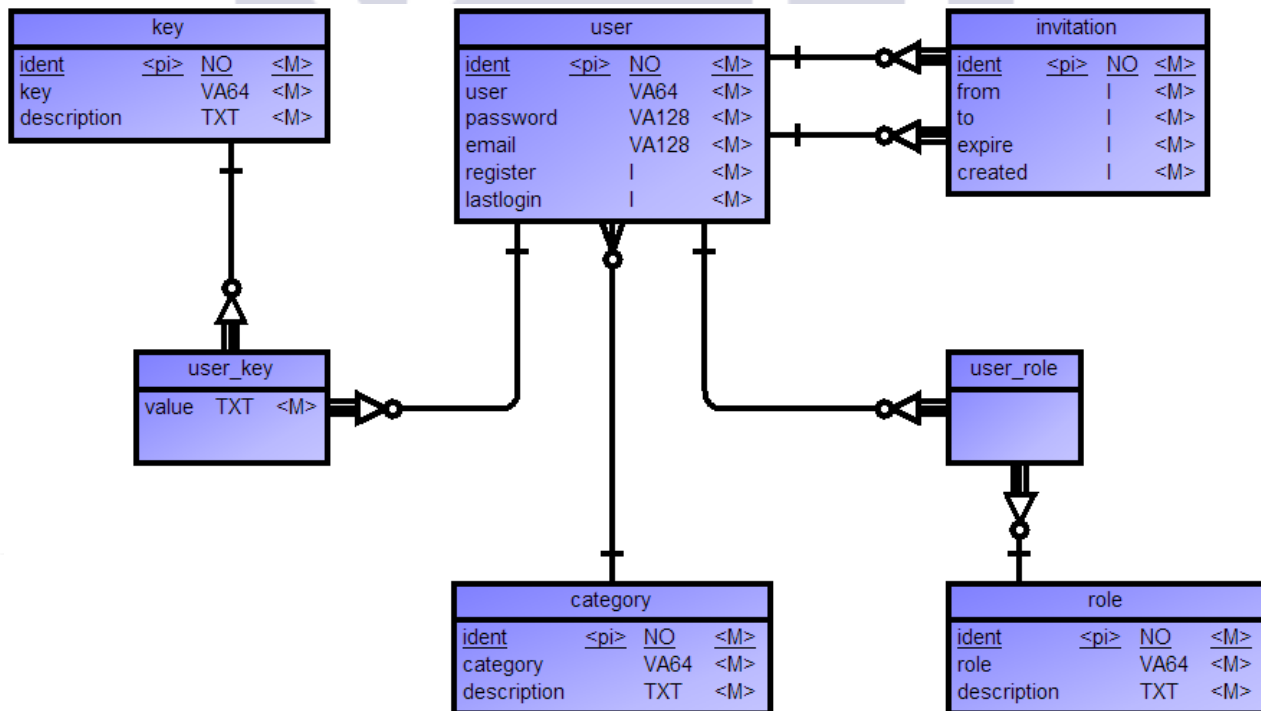 key
ident <pi> NO <M>
key VA64 <M>
description TXT <M>
user
ident <pi> NO <M>
user VA64 <M>
password VA128 <M>
email VA128 <M>
register I <M>
lastlogin I <M>
invitation
ident <pi> NO <M>
from I <M>
to I <M>
expire I <M>
created I <M>
user_key
value TXT <M>
user_role
category
ident <pi> NO <M>
category VA64 <M>
description TXT <M>
role
ident <pi> NO <M>
role VA64 <M>
description TXT <M>